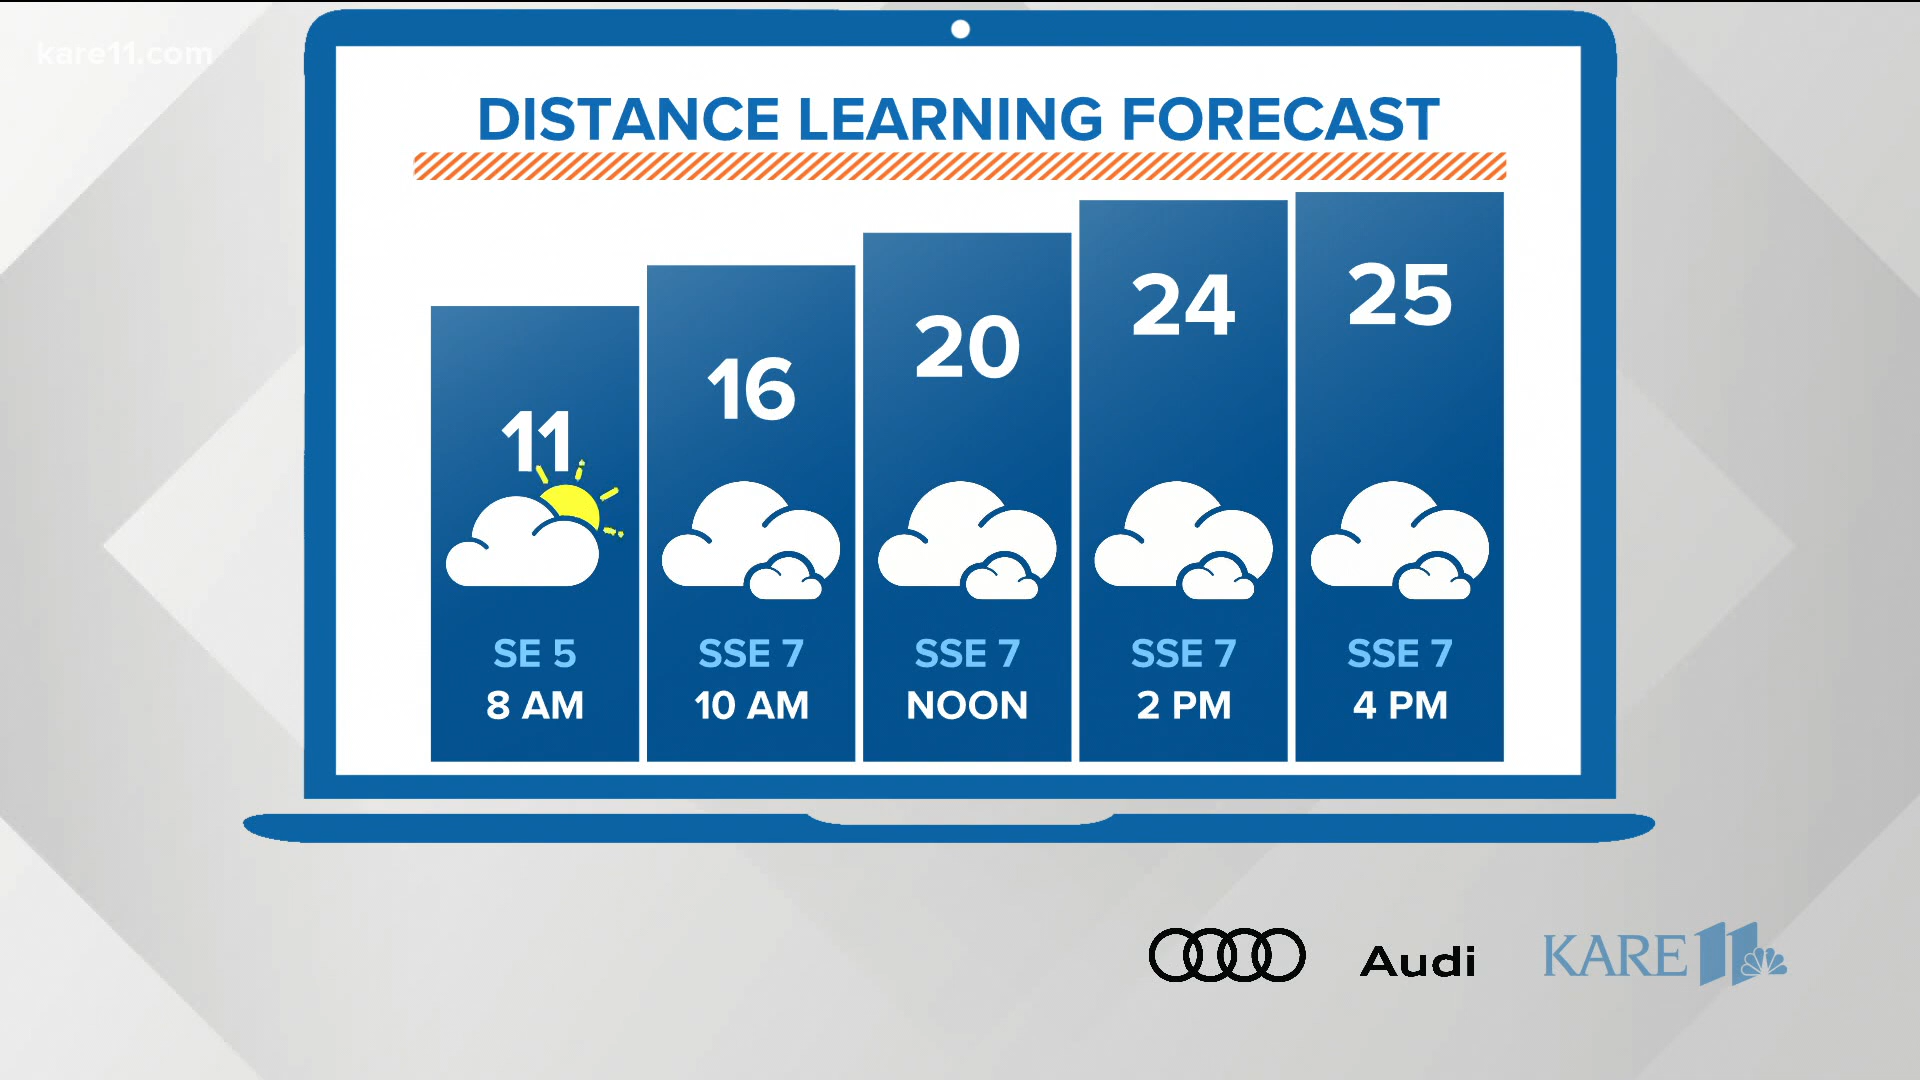 kare11.com
DISTANCE LEARNING FORECAST
11
16
20
24
25
SE 5
SSE 7
SSE 7
SSE 7
SSE 7
8 AM
10 AM
NOON
2 PM
4 PM
Audi
KARE 11